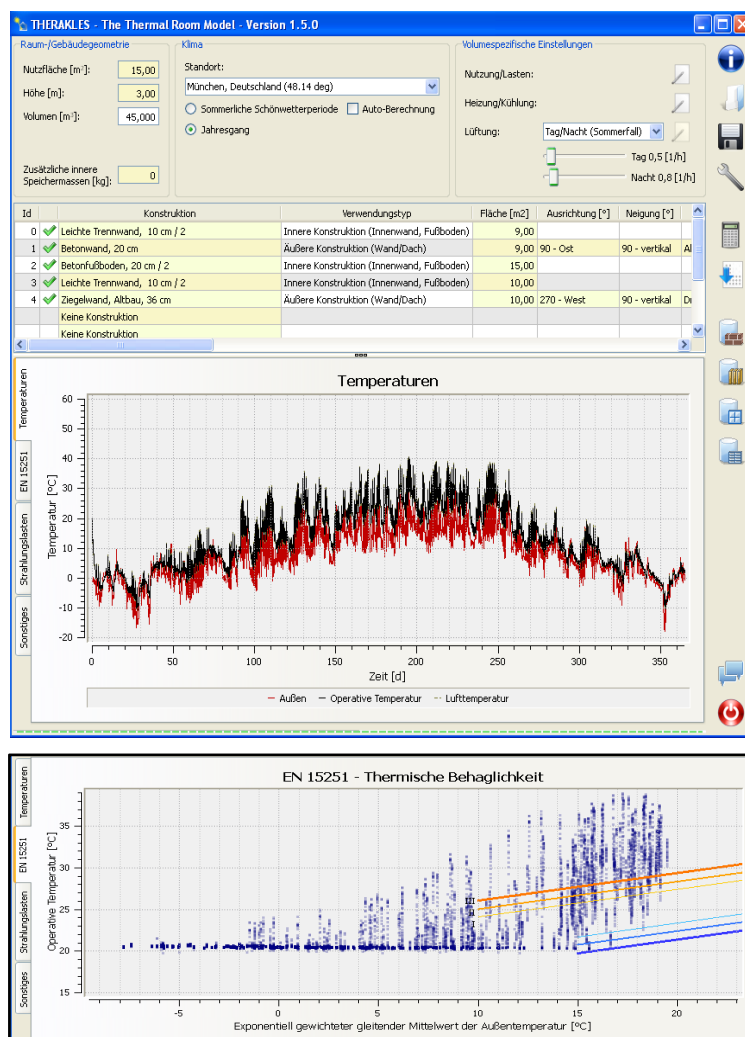 THERAKLES - The Thermal Room Model - Version 1.5.0
Raum-/Gebäudegeometrie
Nutzfläche [m²]: 15,00
Höhe [m]: 3,00
Volumen [m³]: 45,000
Zusätzliche innere
Speichermassen [kg]: 0
Klima
Standort:
München, Deutschland (48.14 deg)
Sommerliche Schönwetterperiode Auto-Berechnung
Jahresgang
Volumespezifische Einstellungen
Nutzung/Lasten:
Heizung/Kühlung:
Lüftung: Tag/Nacht (Sommerfall)
Tag 0,5 [1/h]
Nacht 0,8 [1/h]
Id Konstruktion Verwendungstyp Fläche [m2] Ausrichtung [°] Neigung [°]
0 Leichte Trennwand, 10 cm / 2 Innere Konstruktion (Innenwand, Fußboden) 9,00
1 Betonwand, 20 cm Äußere Konstruktion (Wand/Dach) 9,00 90 - Ost 90 - vertikal Al
2 Betonfußboden, 20 cm / 2 Innere Konstruktion (Innenwand, Fußboden) 15,00
3 Leichte Trennwand, 10 cm / 2 Innere Konstruktion (Innenwand, Fußboden) 10,00
4 Ziegelwand, Altbau, 36 cm Äußere Konstruktion (Wand/Dach) 10,00 270 - West 90 - vertikal Dr
Keine Konstruktion
Keine Konstruktion
Temperaturen
EN 15251
Strahlungslasten
Sonstiges
Temperaturen
Temperatur [°C]
60
50
40
30
20
10
0
-10
-20
0 50 100 150 200 250 300 350
Zeit [d]
Außen Operative Temperatur Lufttemperatur
Temperaturen
EN 15251
Strahlungslasten
Sonstiges
EN 15251 - Thermische Behaglichkeit
Operative Temperatur [°C]
35
30
25
20
15
III
II
I
-5 0 5 10 15 20
Exponentiell gewichteter gleitender Mittelwert der Außentemperatur [°C]